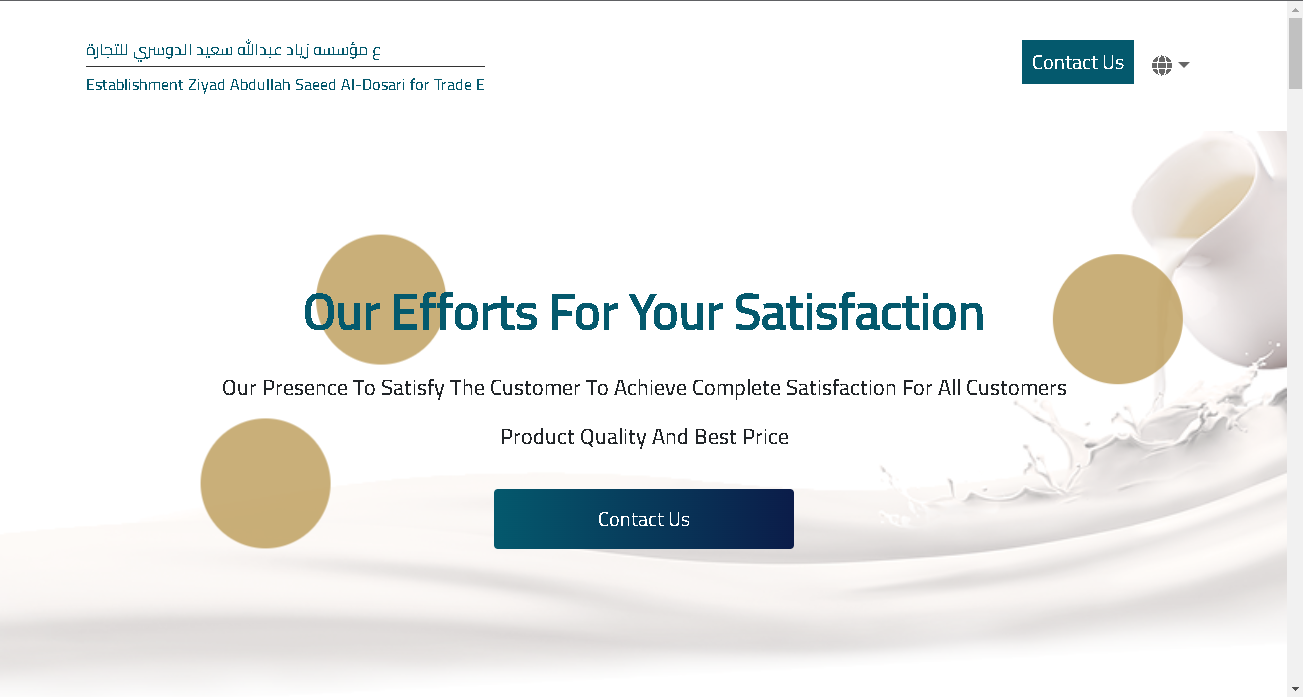 ع مؤسسه زياد عبدالله سعيد الدوسري للتجارة
Establishment Ziyad Abdullah Saeed Al-Dosari for Trade E
Contact Us
Our Efforts For Your Satisfaction
Our Presence To Satisfy The Customer To Achieve Complete Satisfaction For All Customers
Product Quality And Best Price
Contact Us